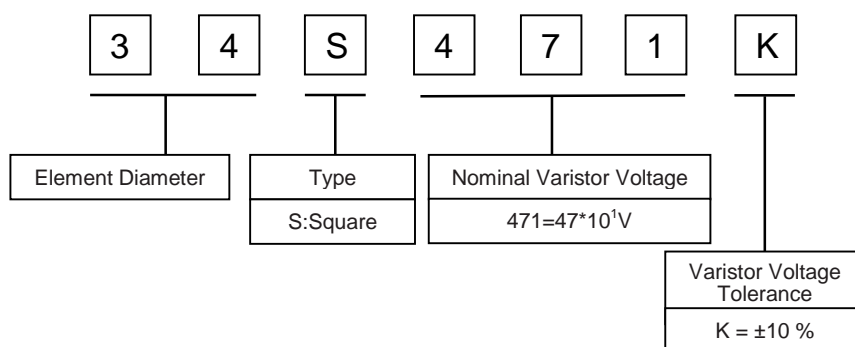 3 4 S 4 7 1 K
Element Diameter
Type
S:Square
Nominal Varistor Voltage
471=47*10¹V
Varistor Voltage
Tolerance
K = ±10 %